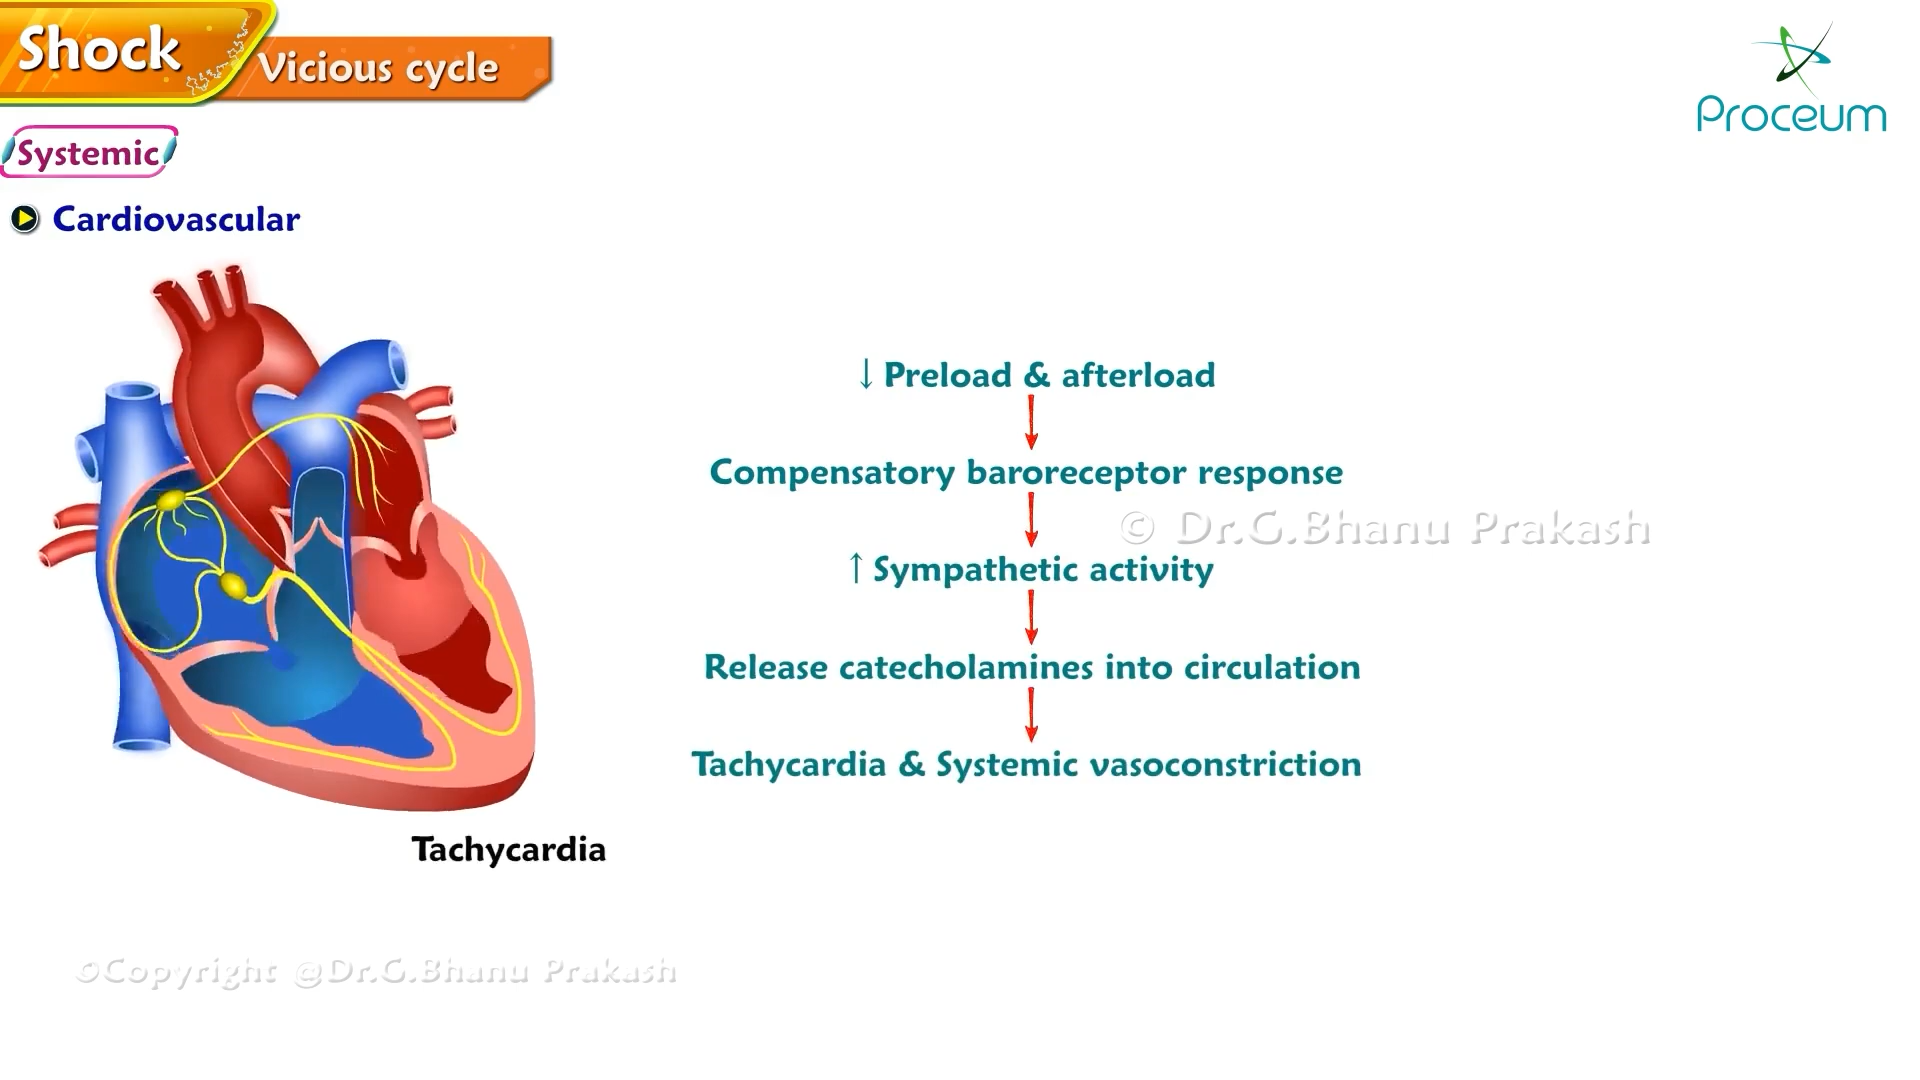 Shock
Vicious cycle
Proceum
Systemic
Cardiovascular
↓ Preload & afterload
Compensatory baroreceptor response
© Dr.G.Bhanu Prakash
↑ Sympathetic activity
Release catecholamines into circulation
Tachycardia & Systemic vasoconstriction
Tachycardia
©Copyright @Dr.G.Bhanu Prakash